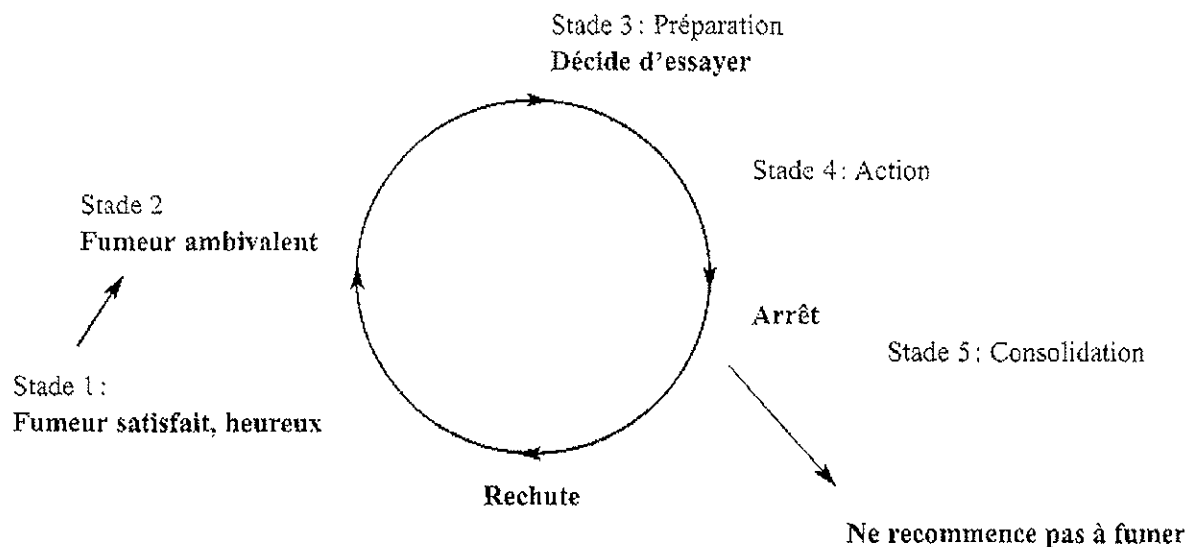 Stade 3 : Préparation
Décide d'essayer
Stade 4 : Action
Stade 2
Fumeur ambivalent
Arrêt
Stade 5 : Consolidation
Stade 1 :
Fumeur satisfait, heureux
Rechute
Ne recommence pas à fumer